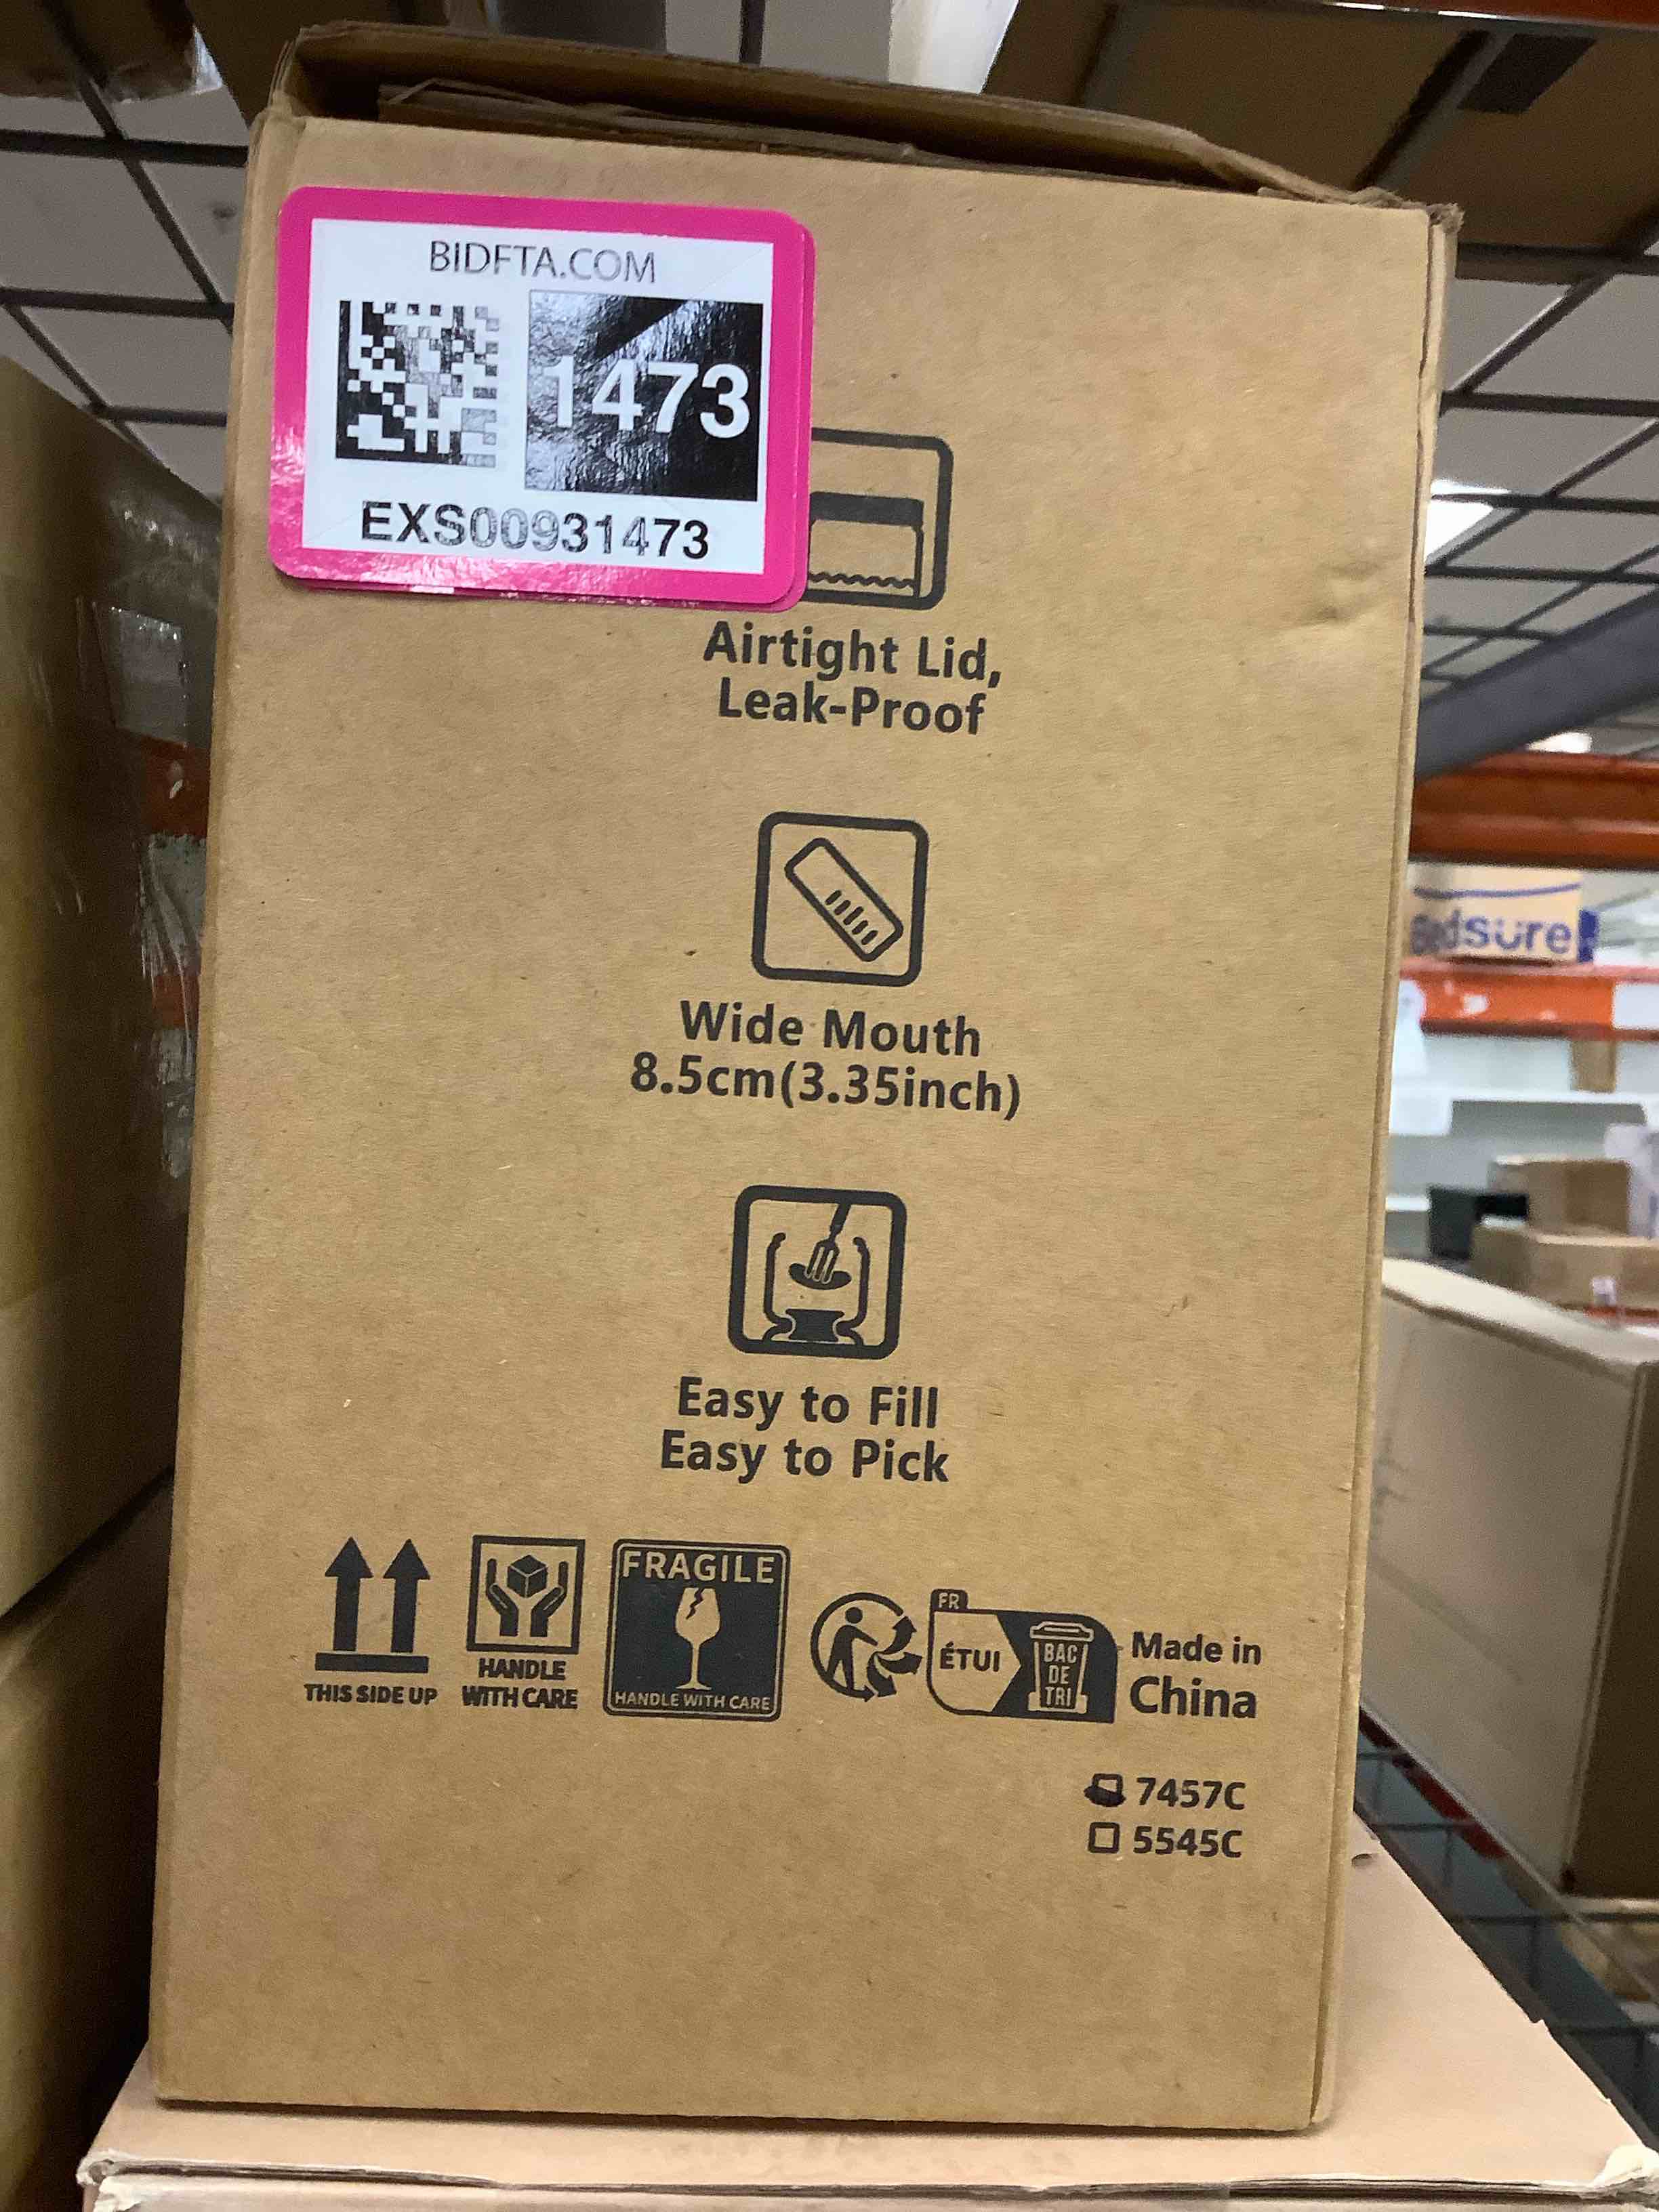 BIDFTA.COM
1473
EXS00931473
Airtight Lid,
Leak-Proof
Wide Mouth
8.5cm(3.35inch)
Easy to Fill
Easy to Pick
THIS SIDE UP
HANDLE
WITH CARE
FRAGILE
HANDLE WITH CARE
FR
ÉTUI
BAC
DE
TRI
Made in
China
7457C
5545C